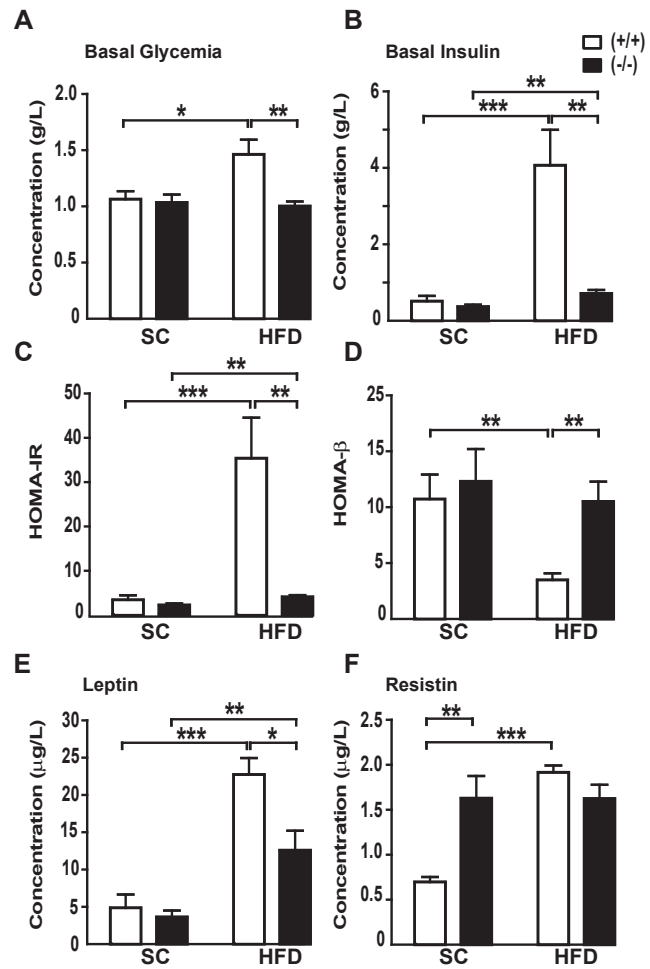 A
Basal Glycemia
Concentration (g/L)
2.0
1.5
1.0
0.5
0
*
**
SC
HFD
B
Basal Insulin
(+/+)
(-/-)
Concentration (g/L)
6
4
2
0
**
***
**
SC
HFD
C
HOMA-IR
50
40
30
20
10
0
**
***
**
SC
HFD
D
HOMA-β
25
15
10
5
0
**
**
SC
HFD
E
Leptin
Concentration (µg/L)
30
25
20
15
10
5
0
**
***
*
SC
HFD
F
Resistin
Concentration (µg/L)
2.5
2.0
1.5
1.0
0.5
0
**
***
SC
HFD